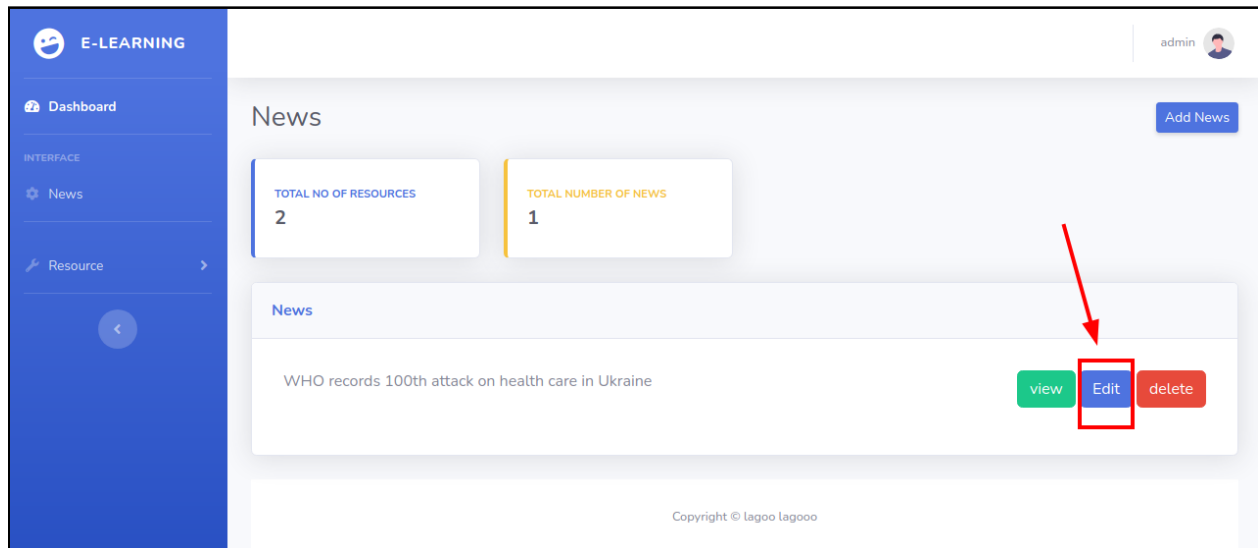 E-LEARNING
admin
Dashboard
INTERFACE
News
Resource
News
Add News
TOTAL NO OF RESOURCES
2
TOTAL NUMBER OF NEWS
1
News
WHO records 100th attack on health care in Ukraine
view
Edit
delete
Copyright © lagoo lagooo